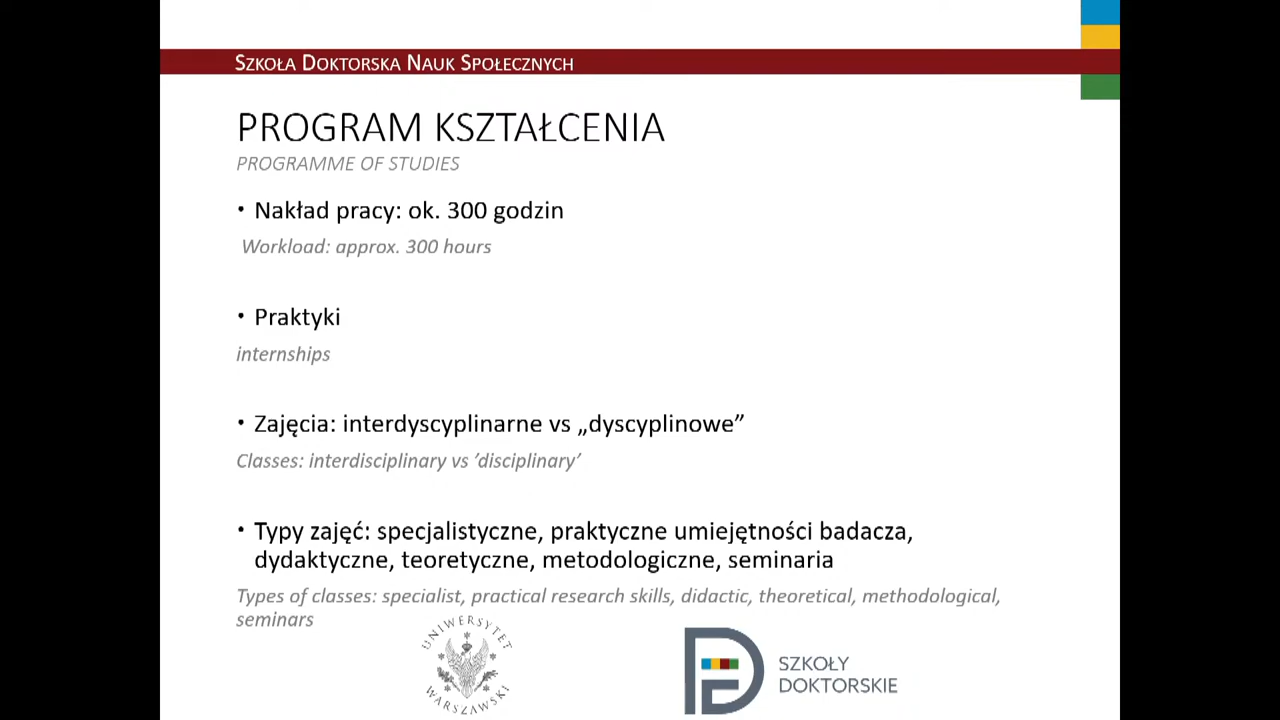 Szkoła Doktorska Nauk Społecznych
PROGRAM KSZTAŁCENIA
PROGRAMME OF STUDIES
• Nakład pracy: ok. 300 godzin
Workload: approx. 300 hours
• Praktyki
internships
• Zajęcia: interdyscyplinarne vs „dyscyplinowe”
Classes: interdisciplinary vs ’disciplinary’
• Typy zajęć: specjalistyczne, praktyczne umiejętności badacza,
dydaktyczne, teoretyczne, metodologiczne, seminaria
Types of classes: specialist, practical research skills, didactic, theoretical, methodological,
seminars
UNIWERSYTET
WARSZAWSKI
SZKOŁY
DOKTORSKIE